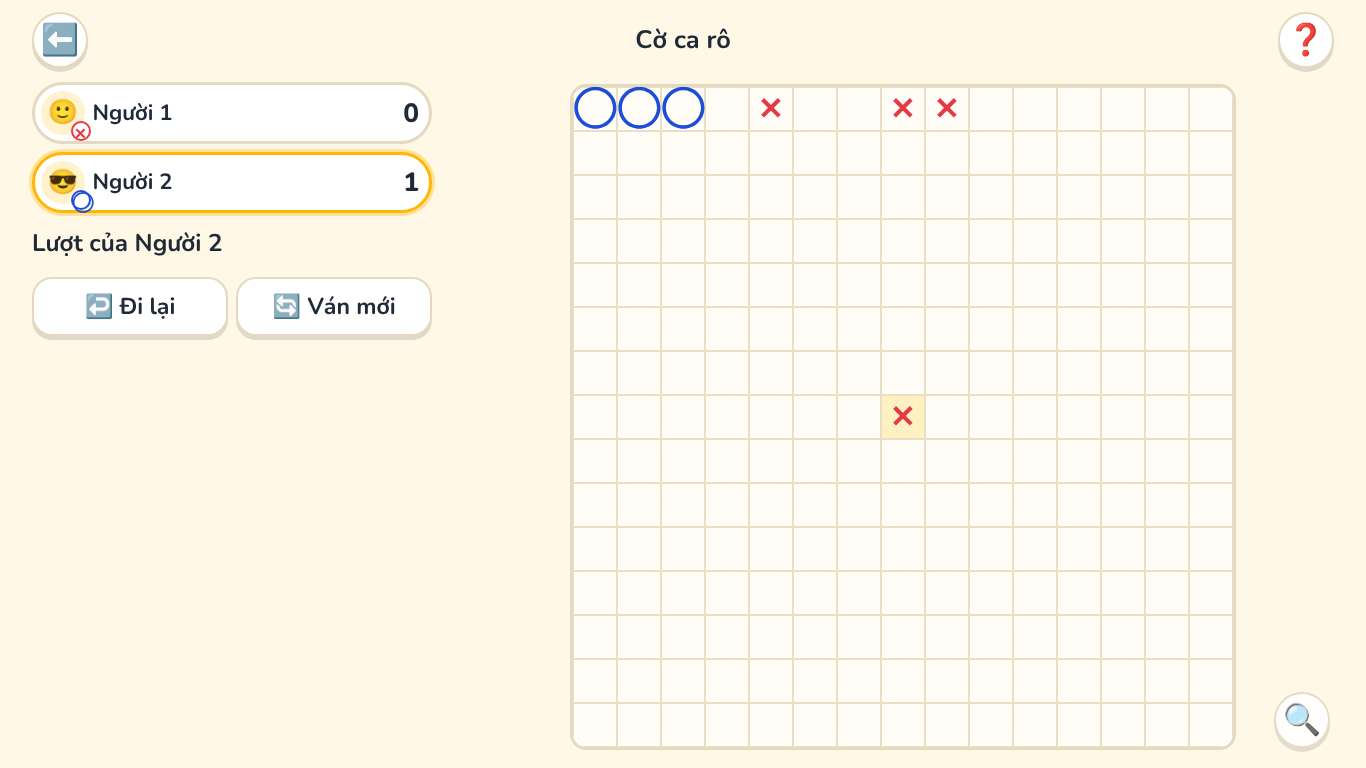 Cờ ca rô
Người 1
0
Người 2
1
Lượt của Người 2
Đi lại
Ván mới